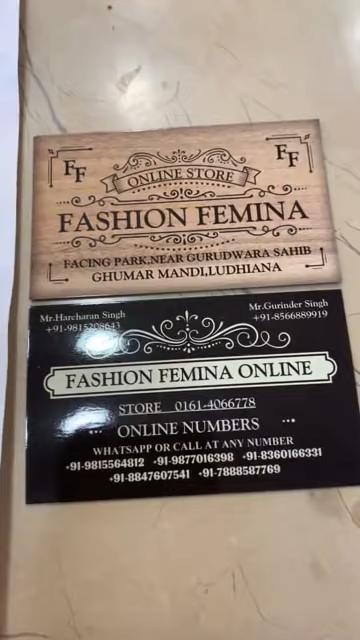 FF
FF
ONLINE STORE
FASHION FEMINA
FACING PARK,NEAR GURUDWARA SAHIB
GHUMAR MANDI,LUDHIANA
Mr.Harcharan Singh
+91-9815208643
Mr.Gurinder Singh
+91-8566889919
FASHION FEMINA ONLINE
STORE 0161-4066778
ONLINE NUMBERS
WHATSAPP OR CALL AT ANY NUMBER
+91-9815564812 +91-9877016398 +91-8360166331
+91-8847607541 +91-7888587769